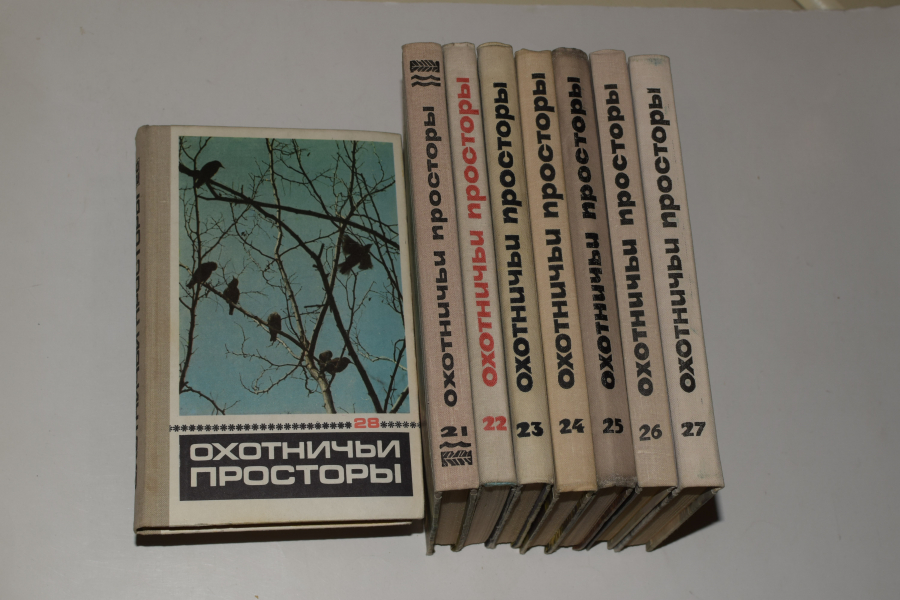 28
ОХОТНИЧЬИ
ПРОСТОРЫ
охотничьи просторы
21
охотничьи просторы
22
охотничьи просторы
23
охотничьи просторы
24
охотничьи просторы
25
охотничьи просторы
26
охотничьи просторы
27